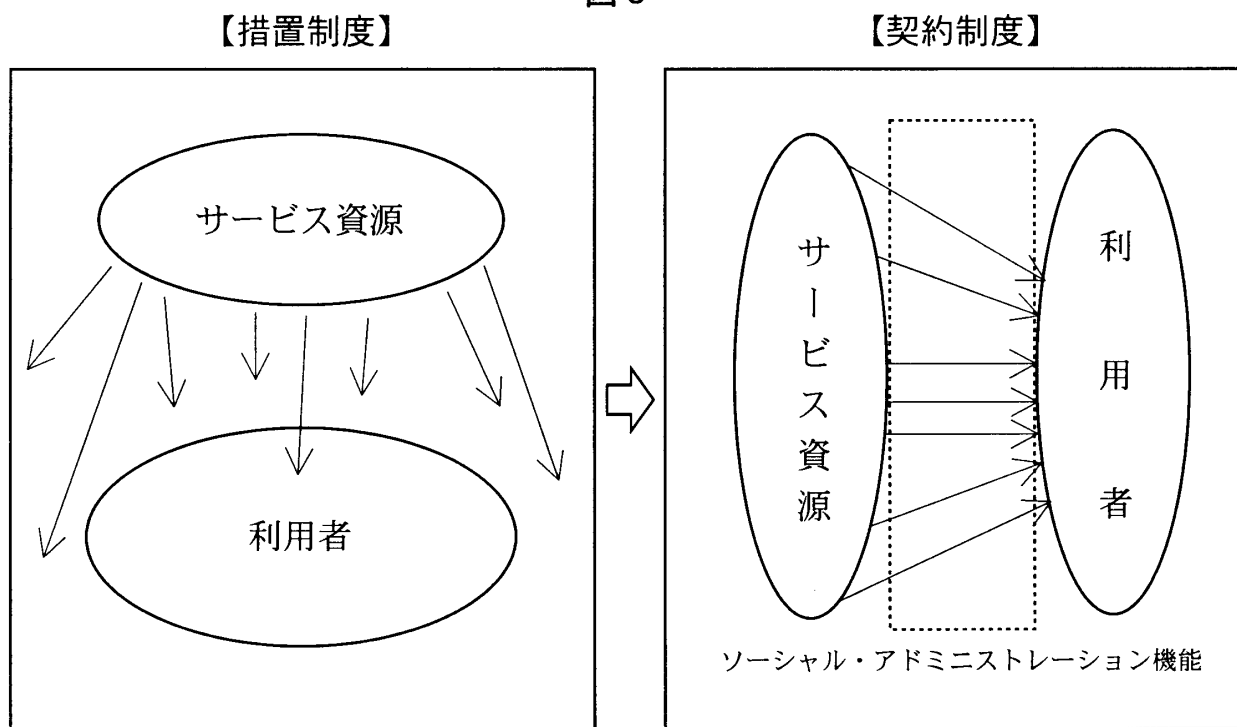 【措置制度】
【契約制度】
サービス資源
利用者
サービス資源
利用者
ソーシャル・アドミニストレーション機能